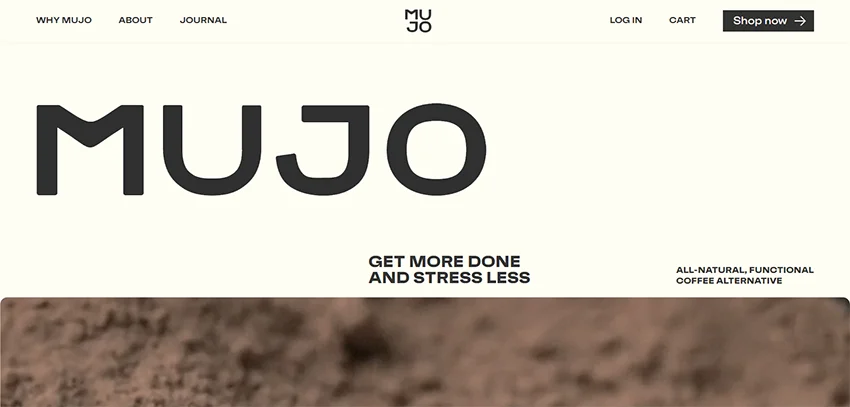 WHY MUJO
ABOUT
JOURNAL
MU
JO
LOG IN
CART
Shop now
MUJO
GET MORE DONE
AND STRESS LESS
ALL-NATURAL, FUNCTIONAL
COFFEE ALTERNATIVE